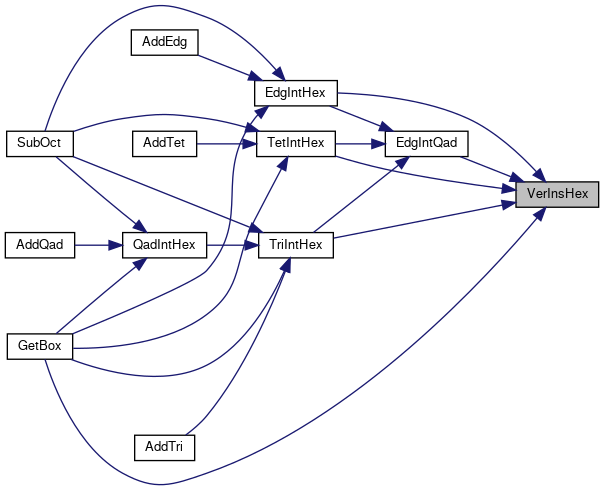 AddEdg
EdgIntHex
SubOct
AddTet
TetIntHex
EdgIntQad
VerInsHex
AddQad
QadIntHex
TriIntHex
GetBox
AddTri